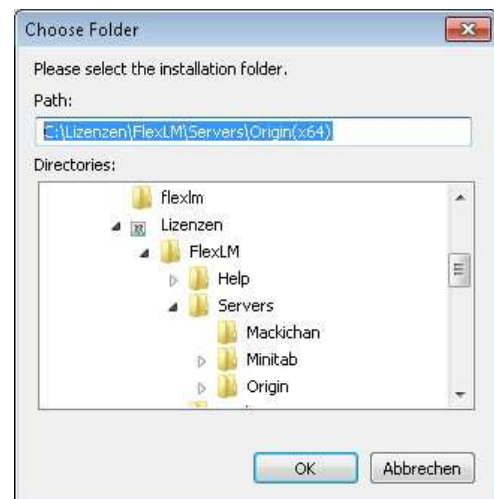 Choose Folder
Please select the installation folder.
Path:
C:\Lizenzen\FlexLM\Servers\Origin(x64)
Directories:
flexlm
Lizenzen
FlexLM
Help
Servers
Mackichan
Minitab
Origin
OK
Abbrechen